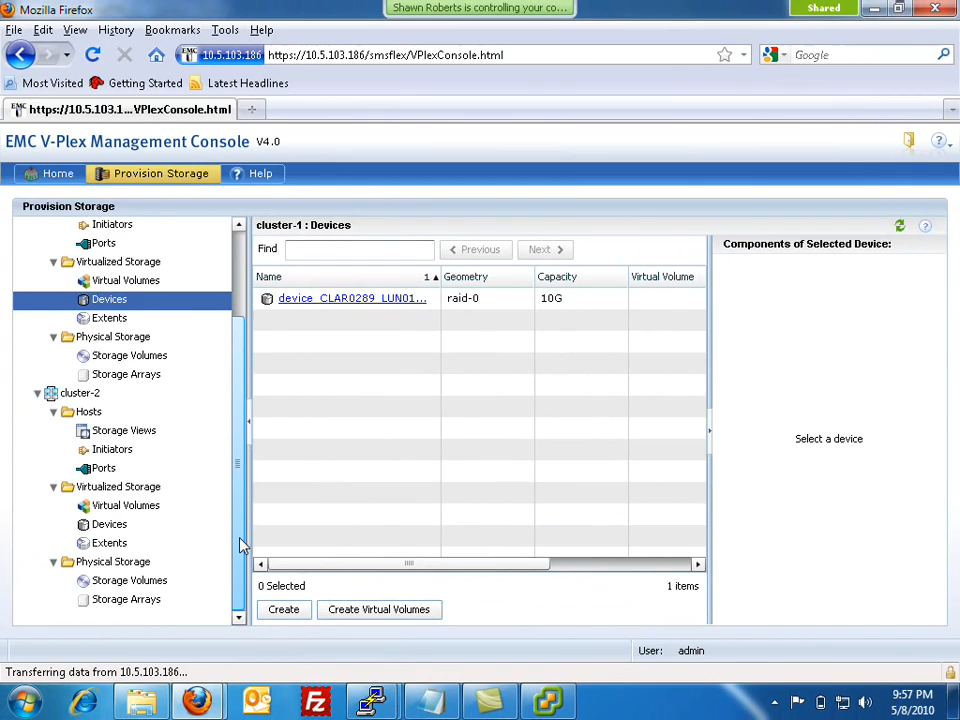 Mozilla Firefox
Shawn Roberts is controlling your co...
Shared
File Edit View History Bookmarks Tools Help
EMC 10.5.103.186 https://10.5.103.186/smsflex/VPlexConsole.html
Google
Most Visited Getting Started Latest Headlines
EMC https://10.5.103.1...VPlexConsole.html
EMC V-Plex Management Console V4.0
Home Provision Storage Help
Provision Storage
Initiators
Ports
Virtualized Storage
Virtual Volumes
Devices
Extents
Physical Storage
Storage Volumes
Storage Arrays
cluster-2
Hosts
Storage Views
Initiators
Ports
Virtualized Storage
Virtual Volumes
Devices
Extents
Physical Storage
Storage Volumes
Storage Arrays
cluster-1 : Devices
Find
Previous Next
Name 1 Geometry Capacity Virtual Volume
device_CLAR0289_LUN01... raid-0 10G
0 Selected 1 items
Create Create Virtual Volumes
Components of Selected Device:
Select a device
User: admin
Transferring data from 10.5.103.186...
9:57 PM
5/8/2010